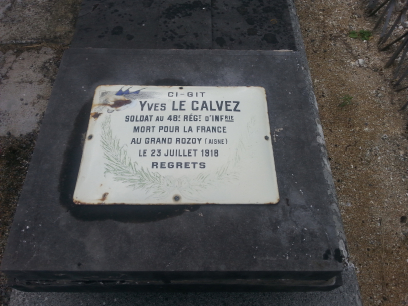 CI-GIT
YVES LE CALVEZ
SOLDAT AU 48E RÉGT D'INFRIE
MORT POUR LA FRANCE
AU GRAND ROZOY (AISNE)
LE 23 JUILLET 1918
REGRETS